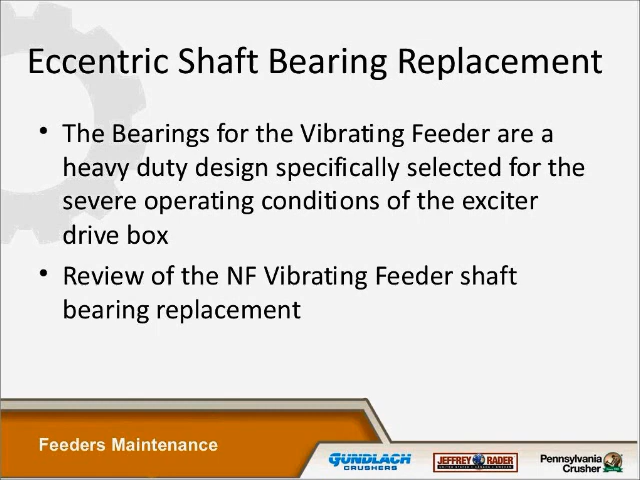 Eccentric Shaft Bearing Replacement
• The Bearings for the Vibrating Feeder are a
heavy duty design specifically selected for the
severe operating conditions of the exciter
drive box
• Review of the NF Vibrating Feeder shaft
bearing replacement
Feeders Maintenance
GUNDLACH
CRUSHERS
JEFFREY RADER
Pennsylvania
Crusher